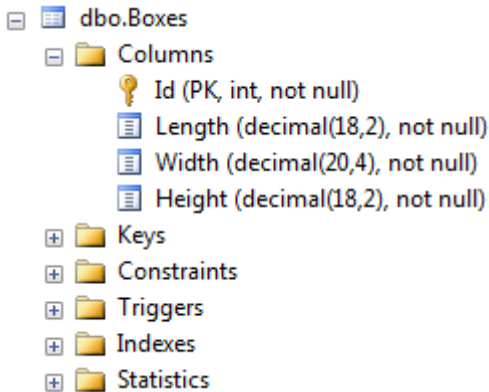 dbo.Boxes
Columns
Id (PK, int, not null)
Length (decimal(18,2), not null)
Width (decimal(20,4), not null)
Height (decimal(18,2), not null)
Keys
Constraints
Triggers
Indexes
Statistics